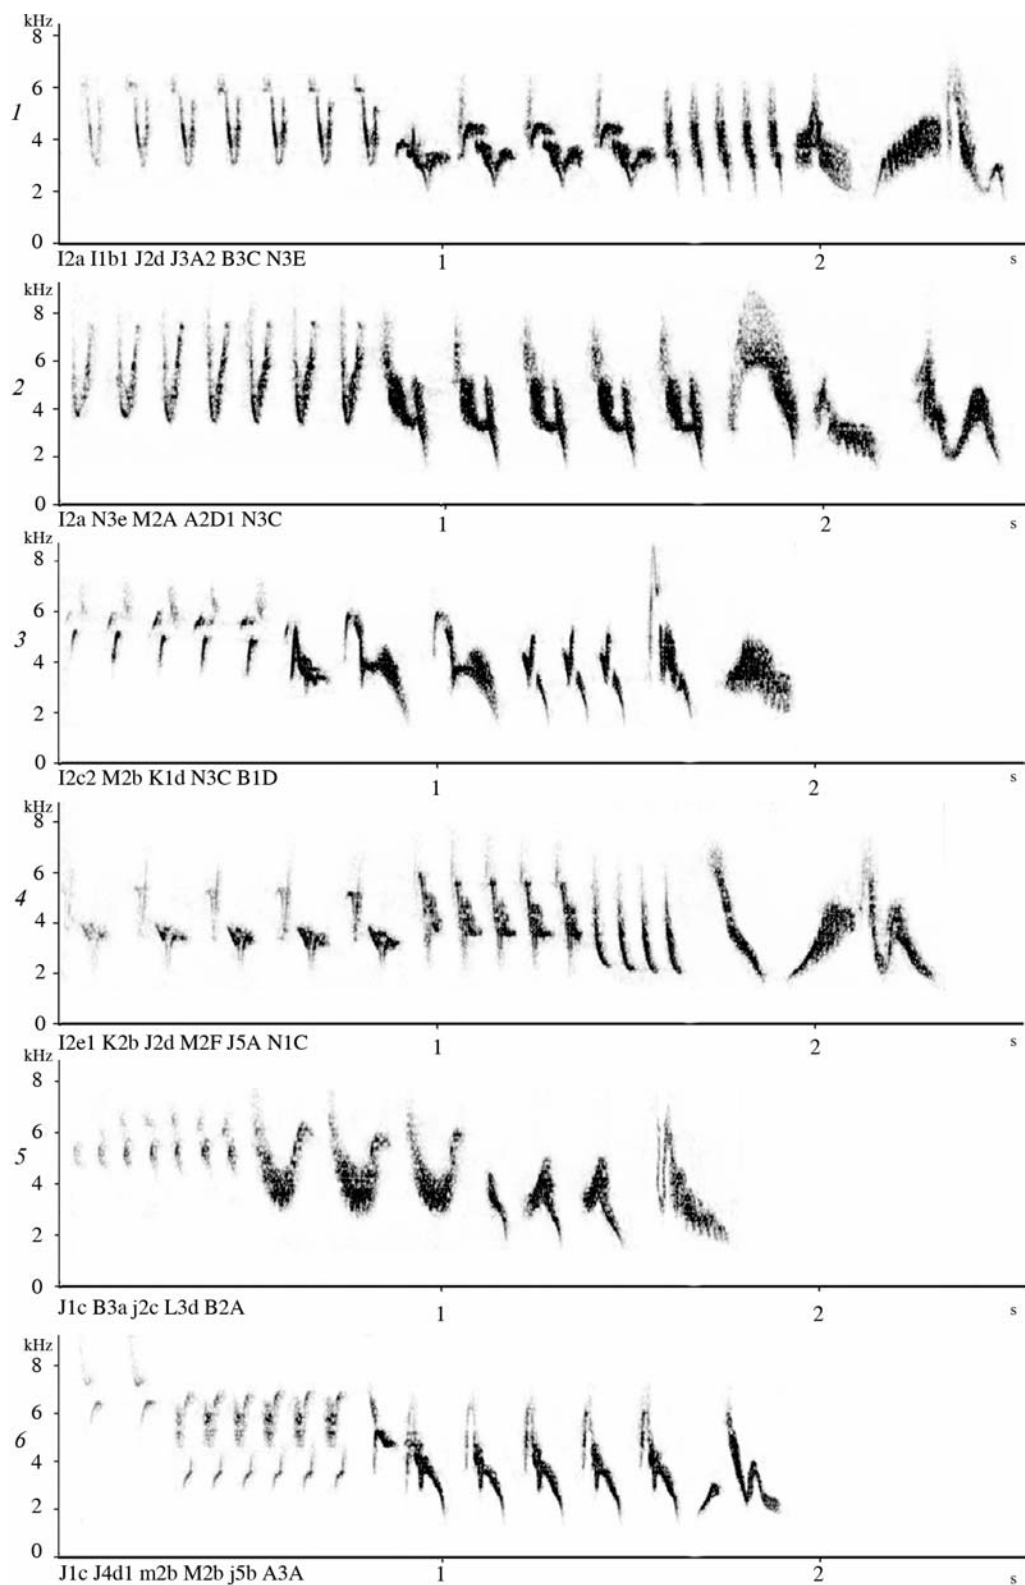 kHz
8
6
1
4
2
0
1
2
s
I2a I1b1 J2d J3A2 B3C N3E
kHz
8
6
2
4
2
0
1
2
s
I2a N3e M2A A2D1 N3C
kHz
8
6
3
4
2
0
1
2
s
I2c2 M2b K1d N3C B1D
kHz
8
6
4
4
2
0
1
2
s
I2e1 K2b J2d M2F J5A N1C
kHz
8
6
5
4
2
0
1
2
s
J1c B3a j2c L3d B2A
kHz
8
6
6
4
2
0
1
2
s
J1c J4d1 m2b M2b j5b A3A